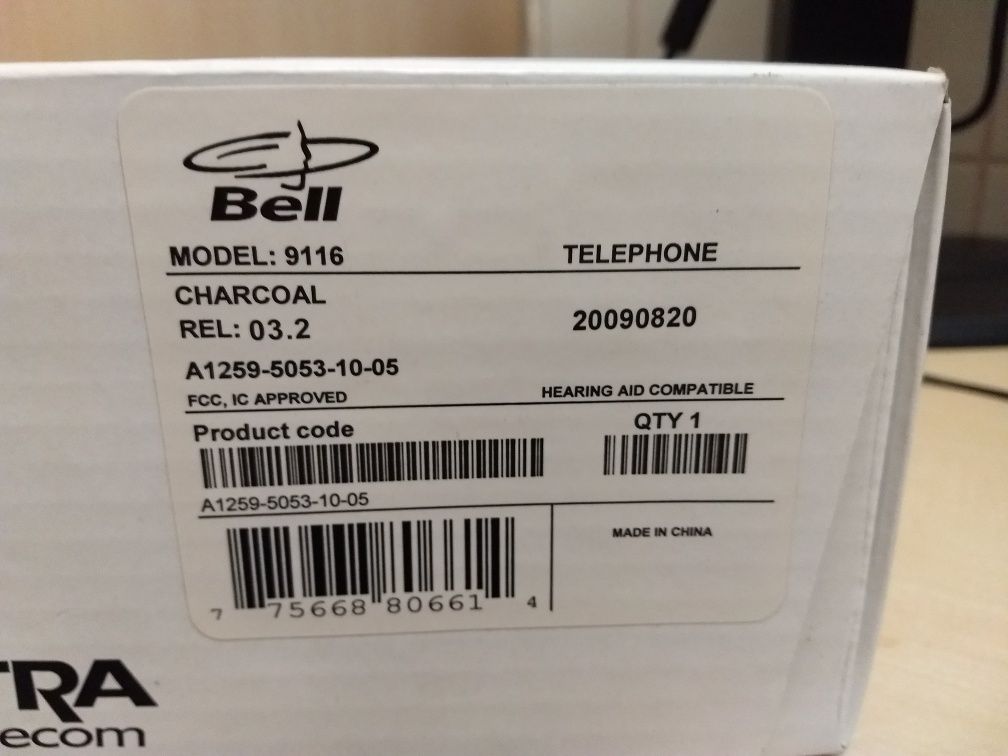 Bell
MODEL: 9116 TELEPHONE
CHARCOAL
REL: 03.2 20090820
A1259-5053-10-05
FCC, IC APPROVED HEARING AID COMPATIBLE
Product code QTY 1
A1259-5053-10-05
MADE IN CHINA
7 75668 80661 4
TRA
ecom